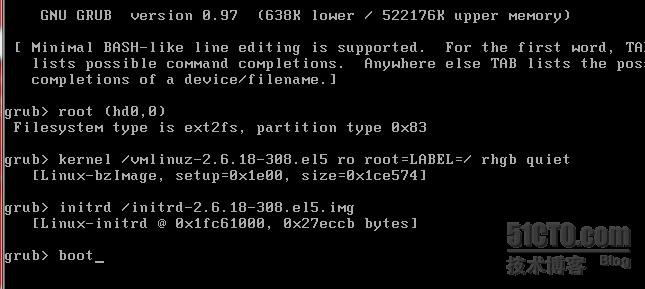 GNU GRUB  version 0.97  (638K lower / 522176K upper memory)
[ Minimal BASH-like line editing is supported.  For the first word, TA
lists possible command completions.  Anywhere else TAB lists the pos
completions of a device/filename.]
grub> root (hd0,0)
Filesystem type is ext2fs, partition type 0x83
grub> kernel /vmlinuz-2.6.18-308.el5 ro root=LABEL=/ rhgb quiet
[Linux-bzImage, setup=0x1e00, size=0x1ce574]
grub> initrd /initrd-2.6.18-308.el5.img
[Linux-initrd @ 0x1fc61000, 0x27eccb bytes]
grub> boot_
51CTO.com
技术博客 Blog